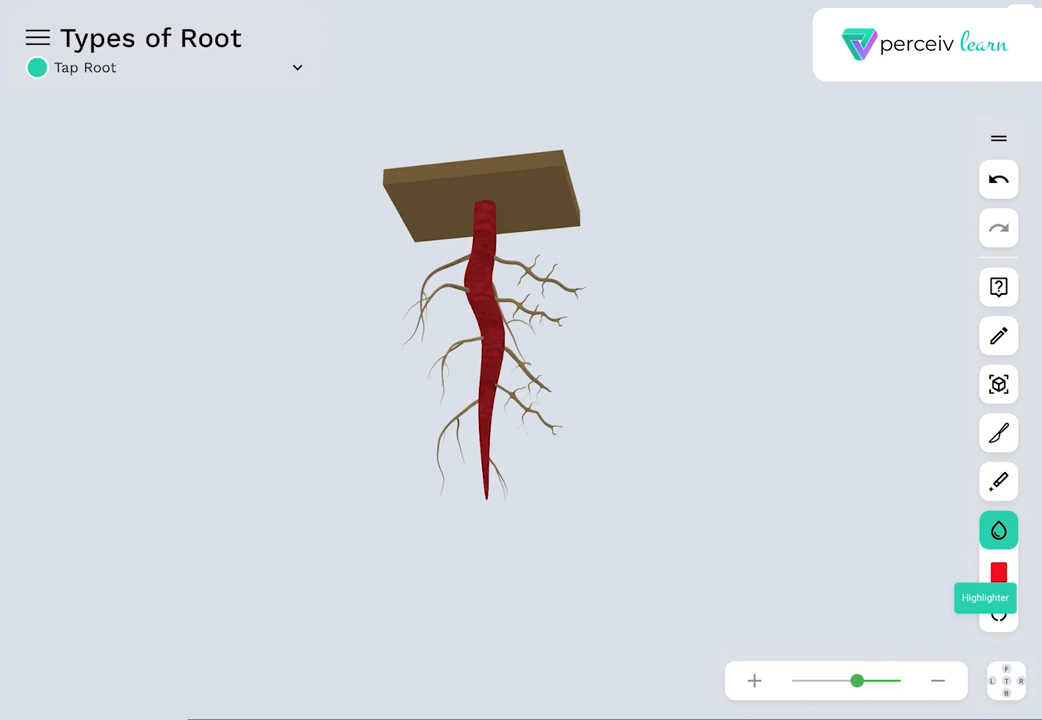 Types of Root
Tap Root
perceiv learn
Highlighter
F
L T R
B